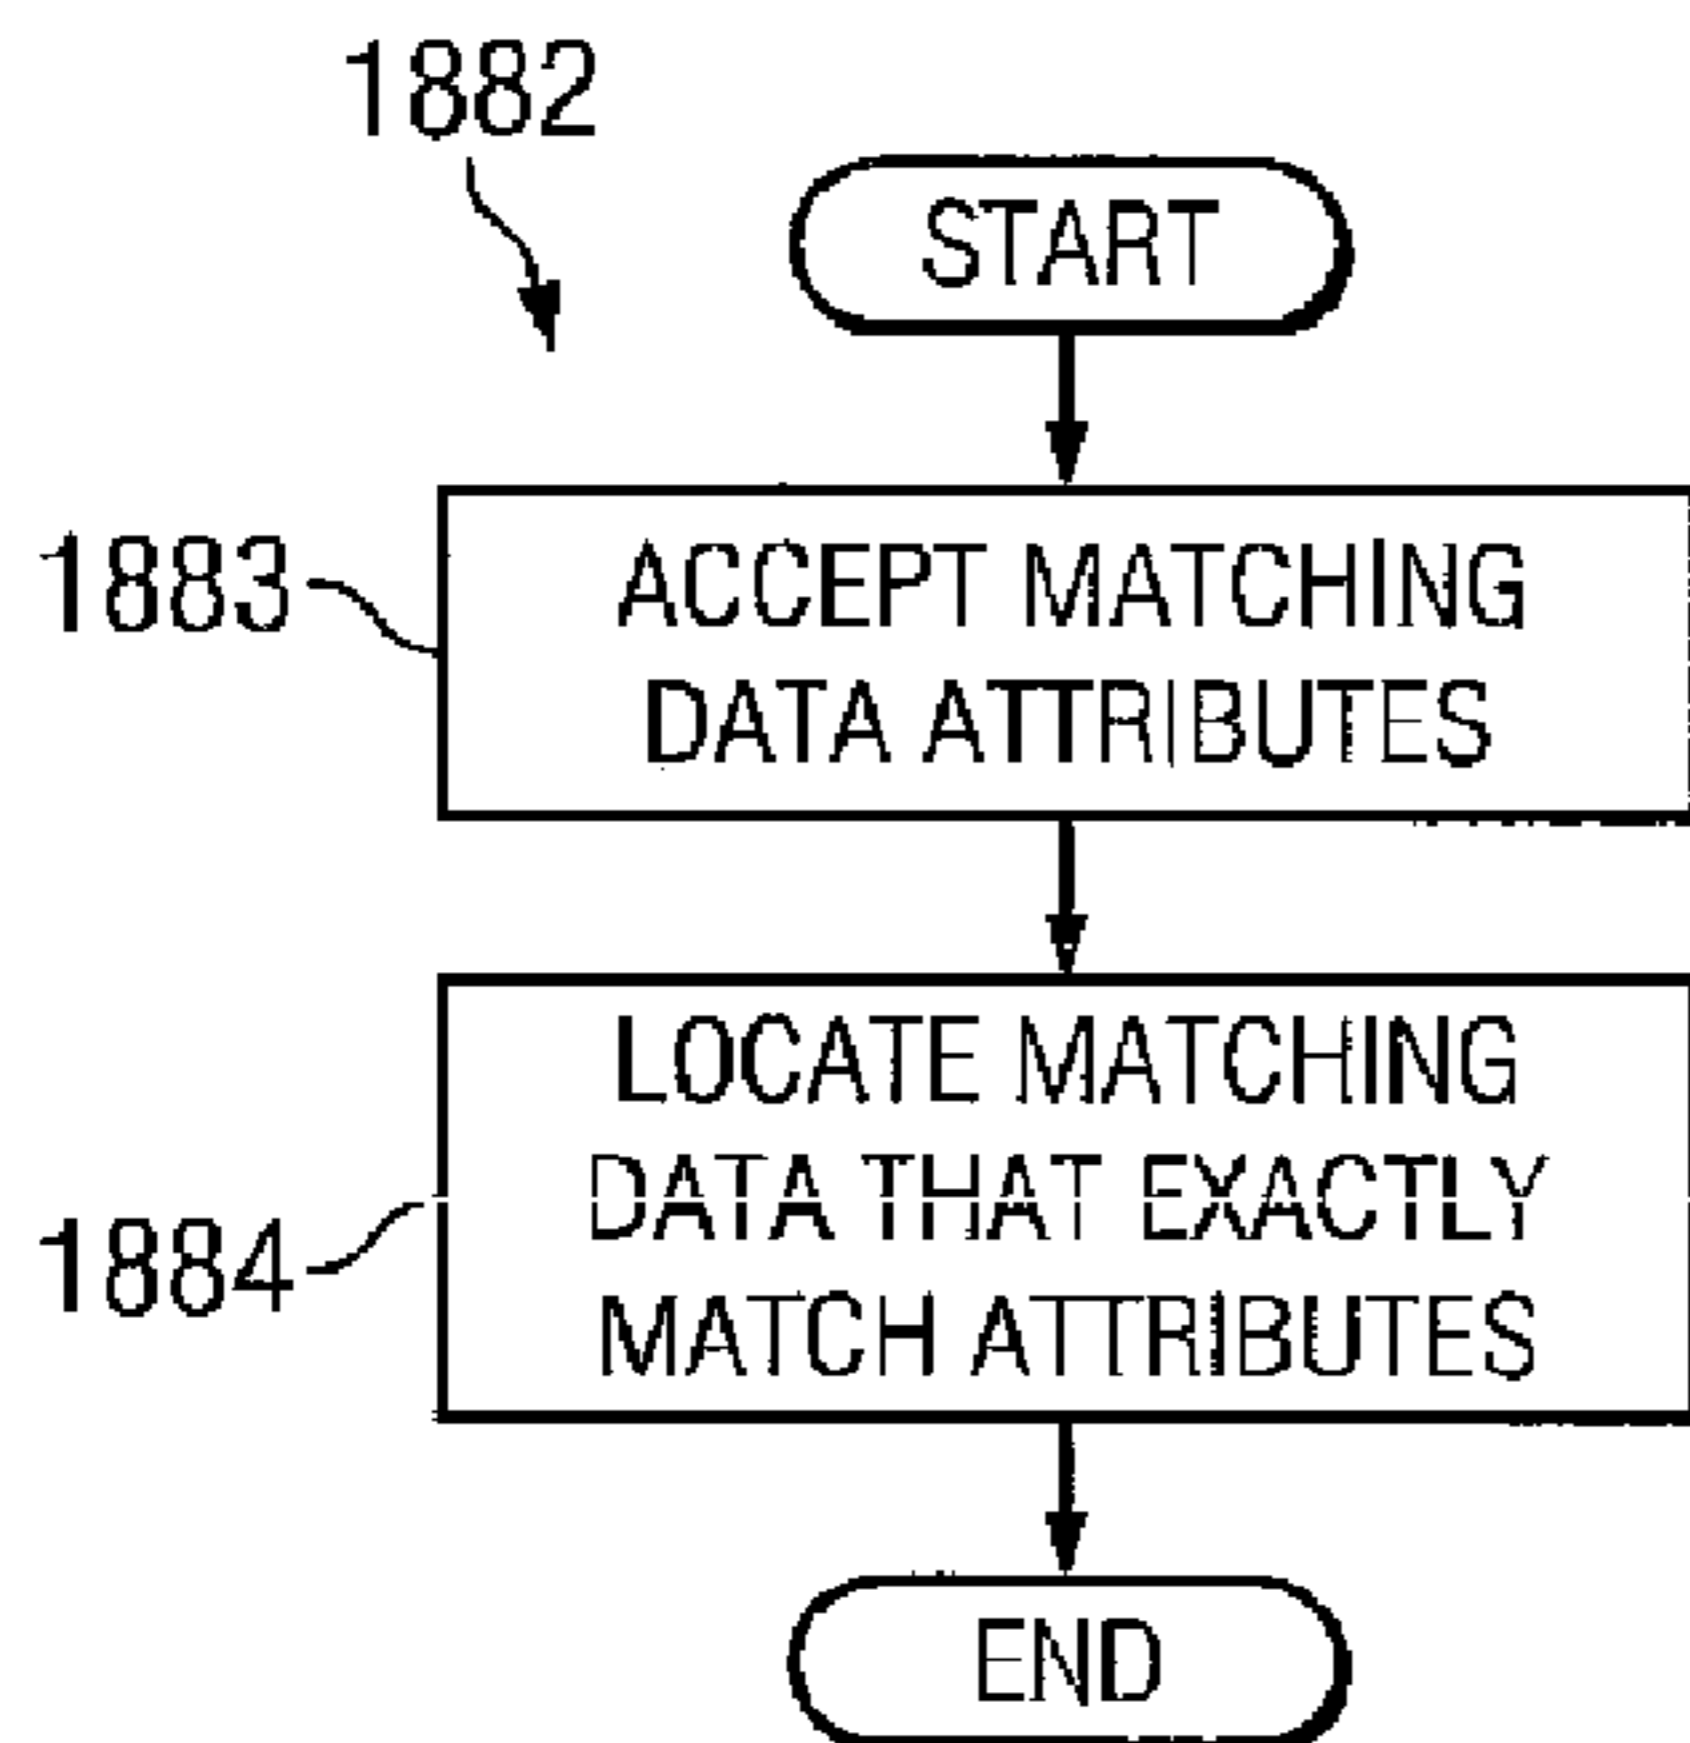 1882
START
1883
ACCEPT MATCHING
DATA ATTRIBUTES
LOCATE MATCHING
DATA THAT EXACTLY
1884
MATCH ATTRIBUTES
END